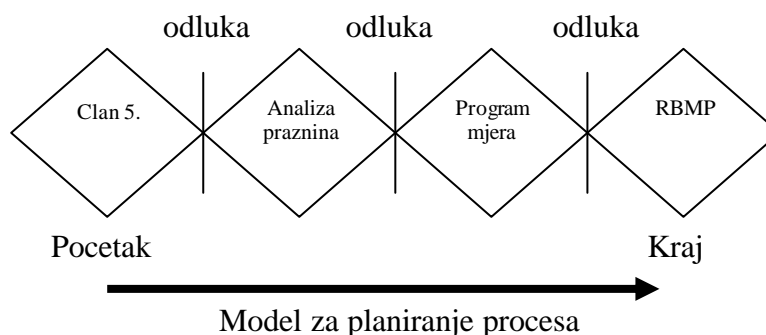 odluka odluka odluka
Clan 5.
Analiza
praznina
Program
mjera
RBMP
Pocetak
Kraj
Model za planiranje procesa